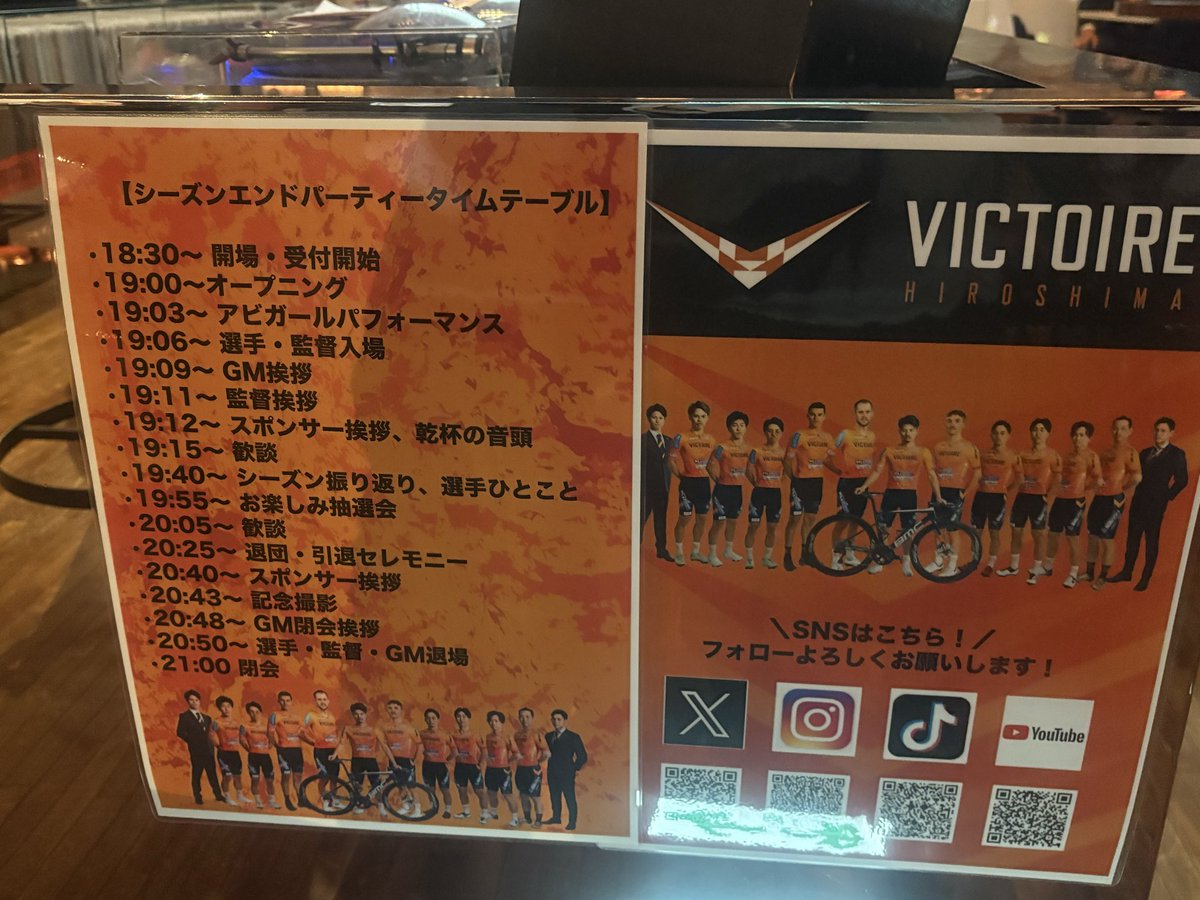 【シーズンエンドパーティータイムテーブル】
・18:30〜 開場・受付開始
・19:00〜オープニング
・19:03〜 アビガールパフォーマンス
・19:06〜 選手・監督入場
・19:09〜 GM挨拶
・19:11〜 監督挨拶
・19:12〜 スポンサー挨拶、乾杯の音頭
・19:15〜 歓談
・19:40〜 シーズン振り返り、選手ひとこと
・19:55〜 お楽しみ抽選会
・20:05〜 歓談
・20:25〜 退団・引退セレモニー
・20:40〜 スポンサー挨拶
・20:43〜 記念撮影
・20:48〜 GM閉会挨拶
・20:50〜 選手・監督・GM退場
・21:00 閉会
VICTOIRE
HIROSHIMA
＼SNSはこちら！／
フォローよろしくお願いします！
YouTube